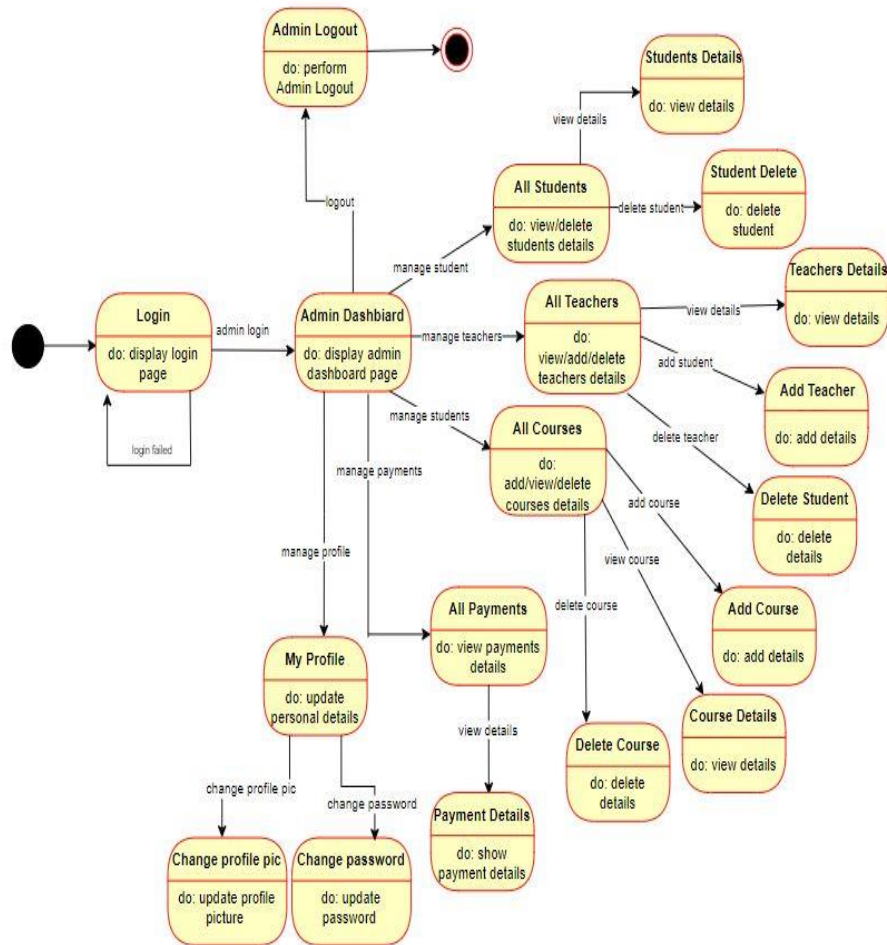 Admin Logout
do: perform
Admin Logout
Students Details
do: view details
view details
Student Delete
do: delete
student
All Students
do: view/delete
students details
delete student
logout
manage student
Teachers Details
do: view details
All Teachers
do:
view/add/delete
teachers details
view details
Login
do: display login
page
admin login
Admin Dashbiard
do: display admin
dashboard page
manage teachers
add student
Add Teacher
do: add details
login failed
manage students
All Courses
do:
add/view/delete
courses details
delete teacher
Delete Student
do: delete
details
manage payments
add course
view course
manage profile
delete course
All Payments
do: view payments
details
Add Course
do: add details
My Profile
do: update
personal details
view details
Course Details
do: view details
Delete Course
do: delete
details
change profile pic
change password
Payment Details
do: show
payment details
Change profile pic
do: update profile
picture
Change password
do: update
password